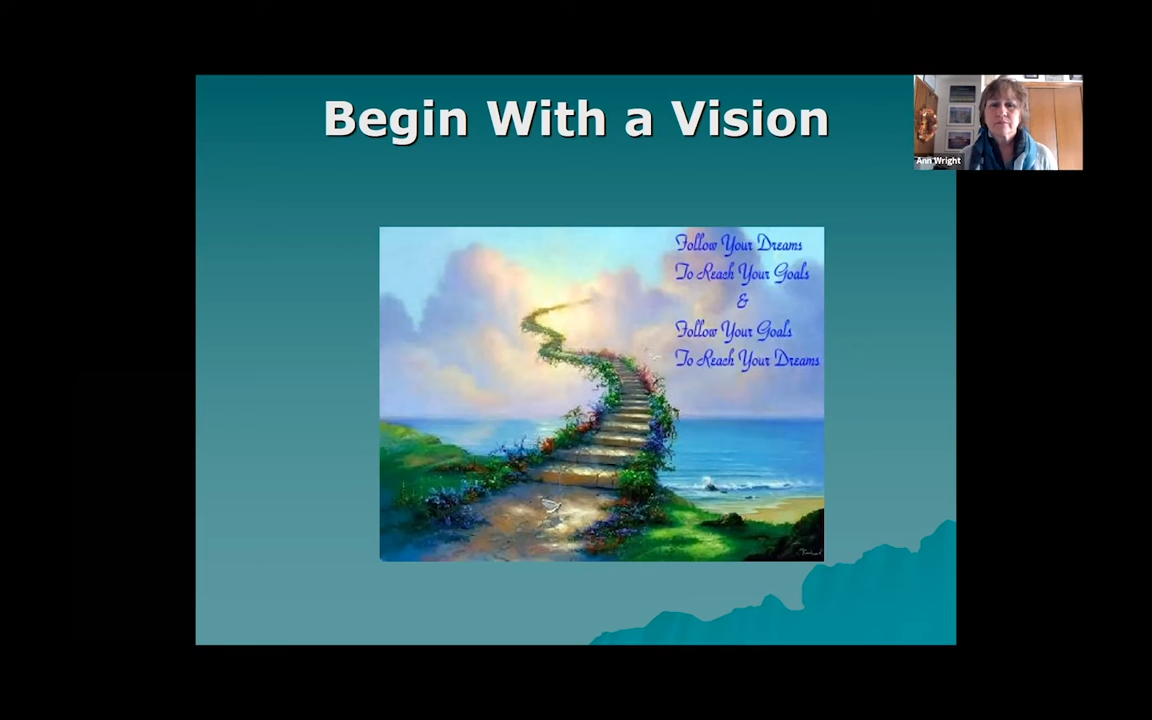 Begin With a Vision
Ann Wright
Follow Your Dreams
To Reach Your Goals
&
Follow Your Goals
To Reach Your Dreams